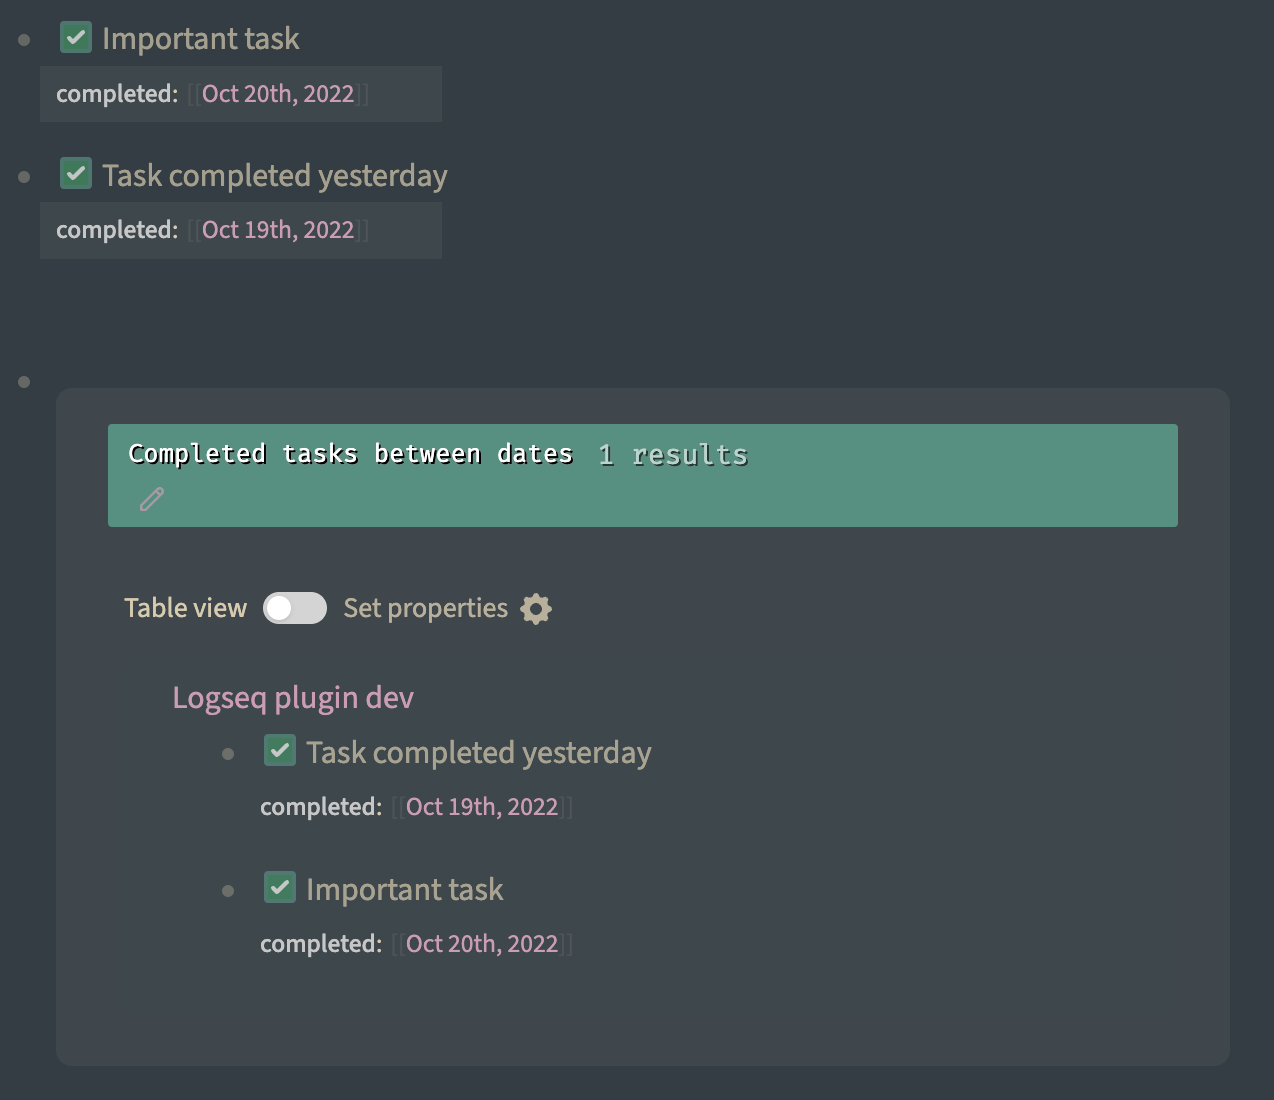 Important task
completed: [[Oct 20th, 2022]]
Task completed yesterday
completed: [[Oct 19th, 2022]]
Completed tasks between dates 1 results
Table view Set properties
Logseq plugin dev
Task completed yesterday
completed: [[Oct 19th, 2022]]
Important task
completed: [[Oct 20th, 2022]]